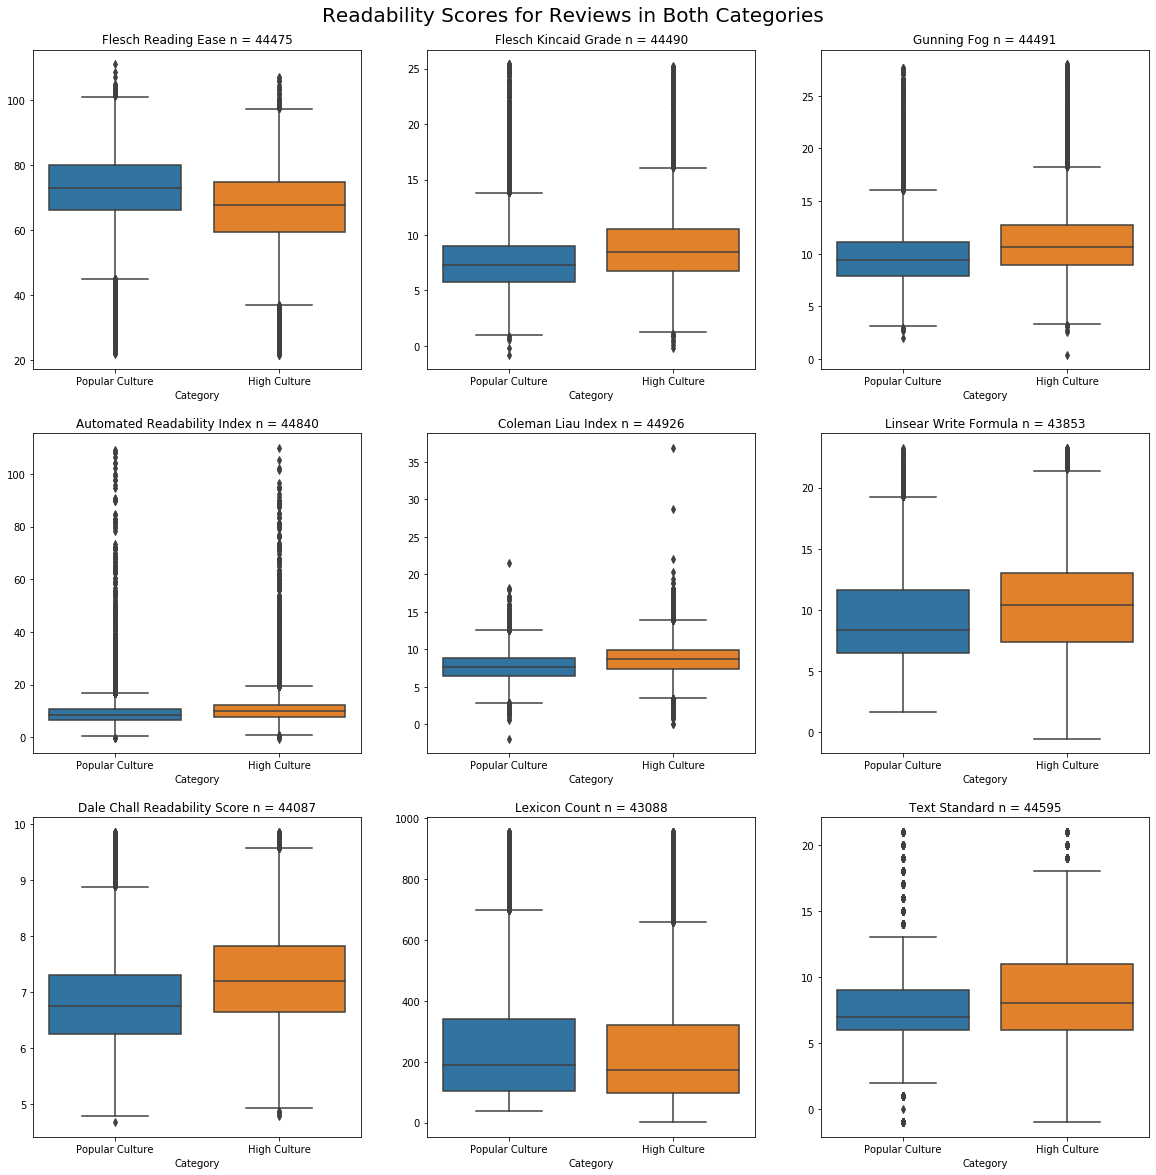 Readability Scores for Reviews in Both Categories
Flesch Reading Ease n = 44475
Flesch Kincaid Grade n = 44490
Gunning Fog n = 44491
100
80
60
40
20
25
20
15
10
5
0
25
20
15
10
5
0
Popular Culture
High Culture
Popular Culture
High Culture
Popular Culture
High Culture
Category
Category
Category
Automated Readability Index n = 44840
Coleman Liau Index n = 44926
Linsear Write Formula n = 43853
100
80
60
40
20
0
35
30
25
20
15
10
5
0
20
15
10
5
0
Popular Culture
High Culture
Popular Culture
High Culture
Popular Culture
High Culture
Category
Category
Category
Dale Chall Readability Score n = 44087
Lexicon Count n = 43088
Text Standard n = 44595
10
9
8
7
6
5
1000
800
600
400
200
0
20
15
10
5
0
Popular Culture
High Culture
Popular Culture
High Culture
Popular Culture
High Culture
Category
Category
Category